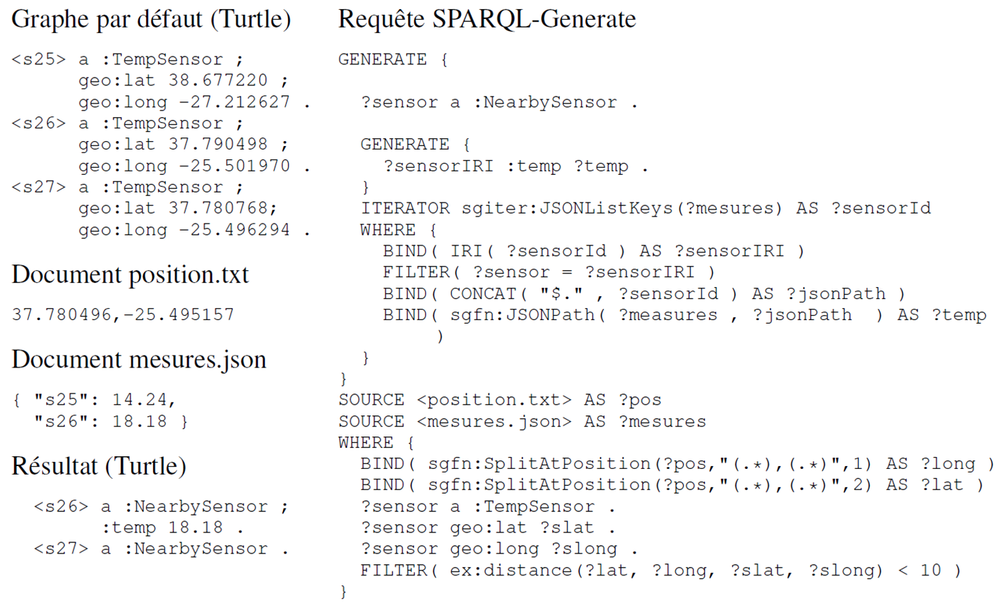 Graphe par défaut (Turtle)
<s25> a :TempSensor ;
geo:lat 38.677220 ;
geo:long -27.212627 .
<s26> a :TempSensor ;
geo:lat 37.790498 ;
geo:long -25.501970 .
<s27> a :TempSensor ;
geo:lat 37.780768;
geo:long -25.496294 .
Document position.txt
37.780496,-25.495157
Document mesures.json
{ "s25": 14.24,
"s26": 18.18 }
Résultat (Turtle)
<s26> a :NearbySensor ;
:temp 18.18 .
<s27> a :NearbySensor .
Requête SPARQL-Generate
GENERATE {
?sensor a :NearbySensor .
GENERATE {
?sensorIRI :temp ?temp .
}
ITERATOR sgiter:JSONListKeys(?mesures) AS ?sensorId
WHERE {
BIND( IRI( ?sensorId ) AS ?sensorIRI )
FILTER( ?sensor = ?sensorIRI )
BIND( CONCAT( "$." , ?sensorId ) AS ?jsonPath )
BIND( sgfn:JSONPath( ?measures , ?jsonPath  ) AS ?temp
)
}
}
SOURCE <position.txt> AS ?pos
SOURCE <mesures.json> AS ?mesures
WHERE {
BIND( sgfn:SplitAtPosition(?pos,"(.*),(.*)",1) AS ?long )
BIND( sgfn:SplitAtPosition(?pos,"(.*),(.*)",2) AS ?lat )
?sensor a :TempSensor .
?sensor geo:lat ?slat .
?sensor geo:long ?slong .
FILTER( ex:distance(?lat, ?long, ?slat, ?slong) < 10 )
}